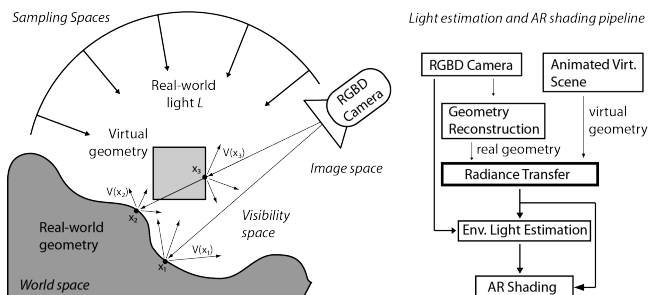 Sampling Spaces
Real-world
light L
RGBD
Camera
Virtual
geometry
V(x₃)
x₃
Image space
V(x₂)
x₂
Visibility
space
Real-world
geometry
V(x₁)
x₁
World space
Light estimation and AR shading pipeline
RGBD Camera
Animated Virt.
Scene
Geometry
Reconstruction
virtual
geometry
real geometry
Radiance Transfer
Env. Light Estimation
AR Shading